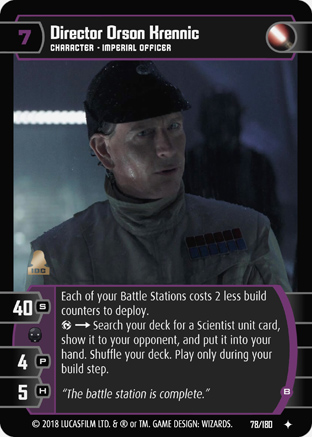 7
Director Orson Krennic
CHARACTER - IMPERIAL OFFICER
40 S
4 P
5 H
Each of your Battle Stations costs 2 less build
counters to deploy.
→ Search your deck for a Scientist unit card,
show it to your opponent, and put it into your
hand. Shuffle your deck. Play only during your
build step.
"The battle station is complete."
B
© 2018 LUCASFILM LTD. & ® or TM. GAME DESIGN: WIZARDS. 78/180